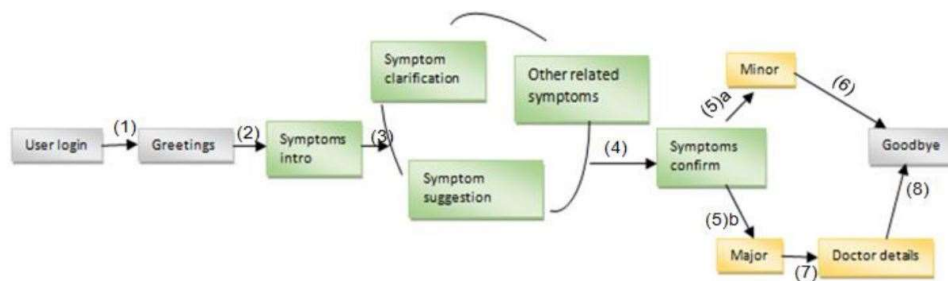 User login
(1)
Greetings
(2)
Symptoms
intro
(3)
Symptom
clarification
Other related
symptoms
Symptom
suggestion
(4)
Symptoms
confirm
(5)a
Minor
(6)
(5)b
Major
(7)
Doctor details
(8)
Goodbye